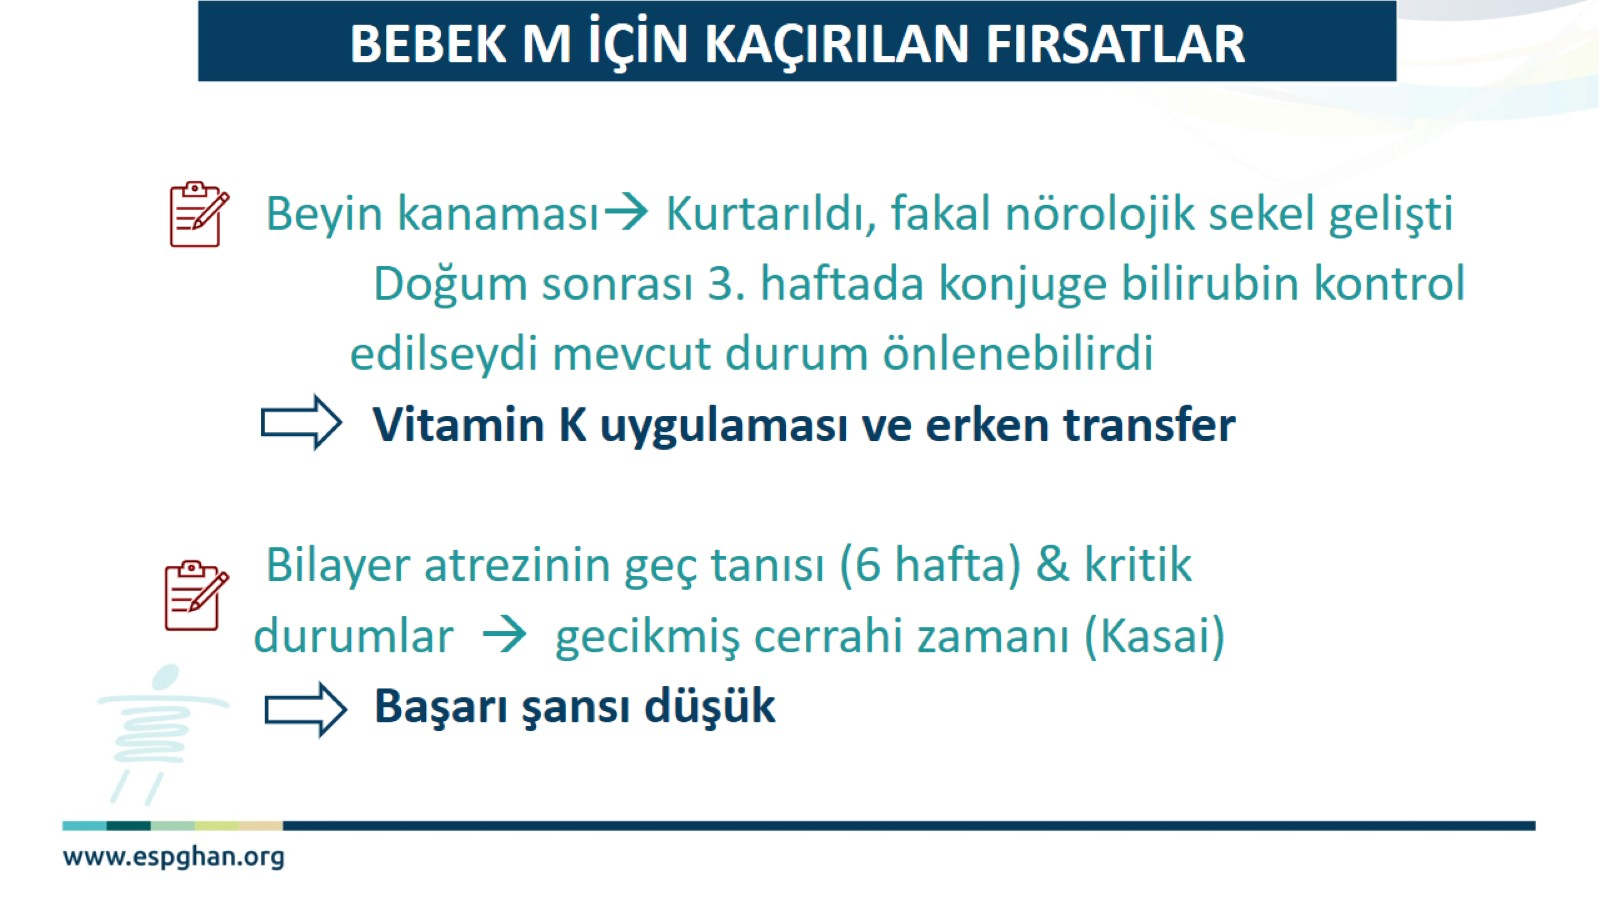 BEBEK M İÇİN KAÇIRILAN FIRSATLAR
Beyin kanaması→ Kurtarıldı, fakal nörolojik sekel gelişti
Doğum sonrası 3. haftada konjuge bilirubin kontrol
edilseydi mevcut durum önlenebilirdi
Vitamin K uygulaması ve erken transfer
Bilayer atrezinin geç tanısı (6 hafta) & kritik
durumlar → gecikmiş cerrahi zamanı (Kasai)
Başarı şansı düşük
www.espghan.org